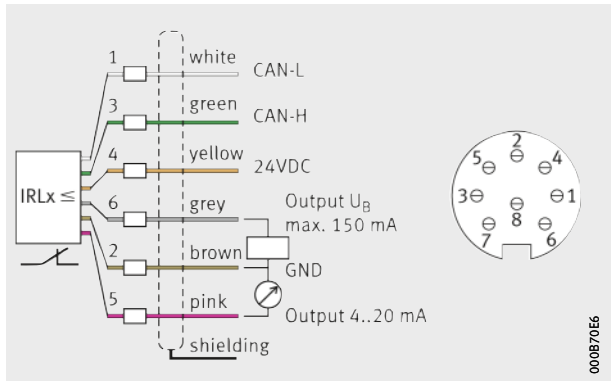 1 white
CAN-L
3 green
CAN-H
4 yellow
24VDC
IRLx ≤
6 grey
Output UB
max. 150 mA
2 brown
GND
5 pink
Output 4..20 mA
shielding
2
5 4
3 1
8
7 6
000B70E6